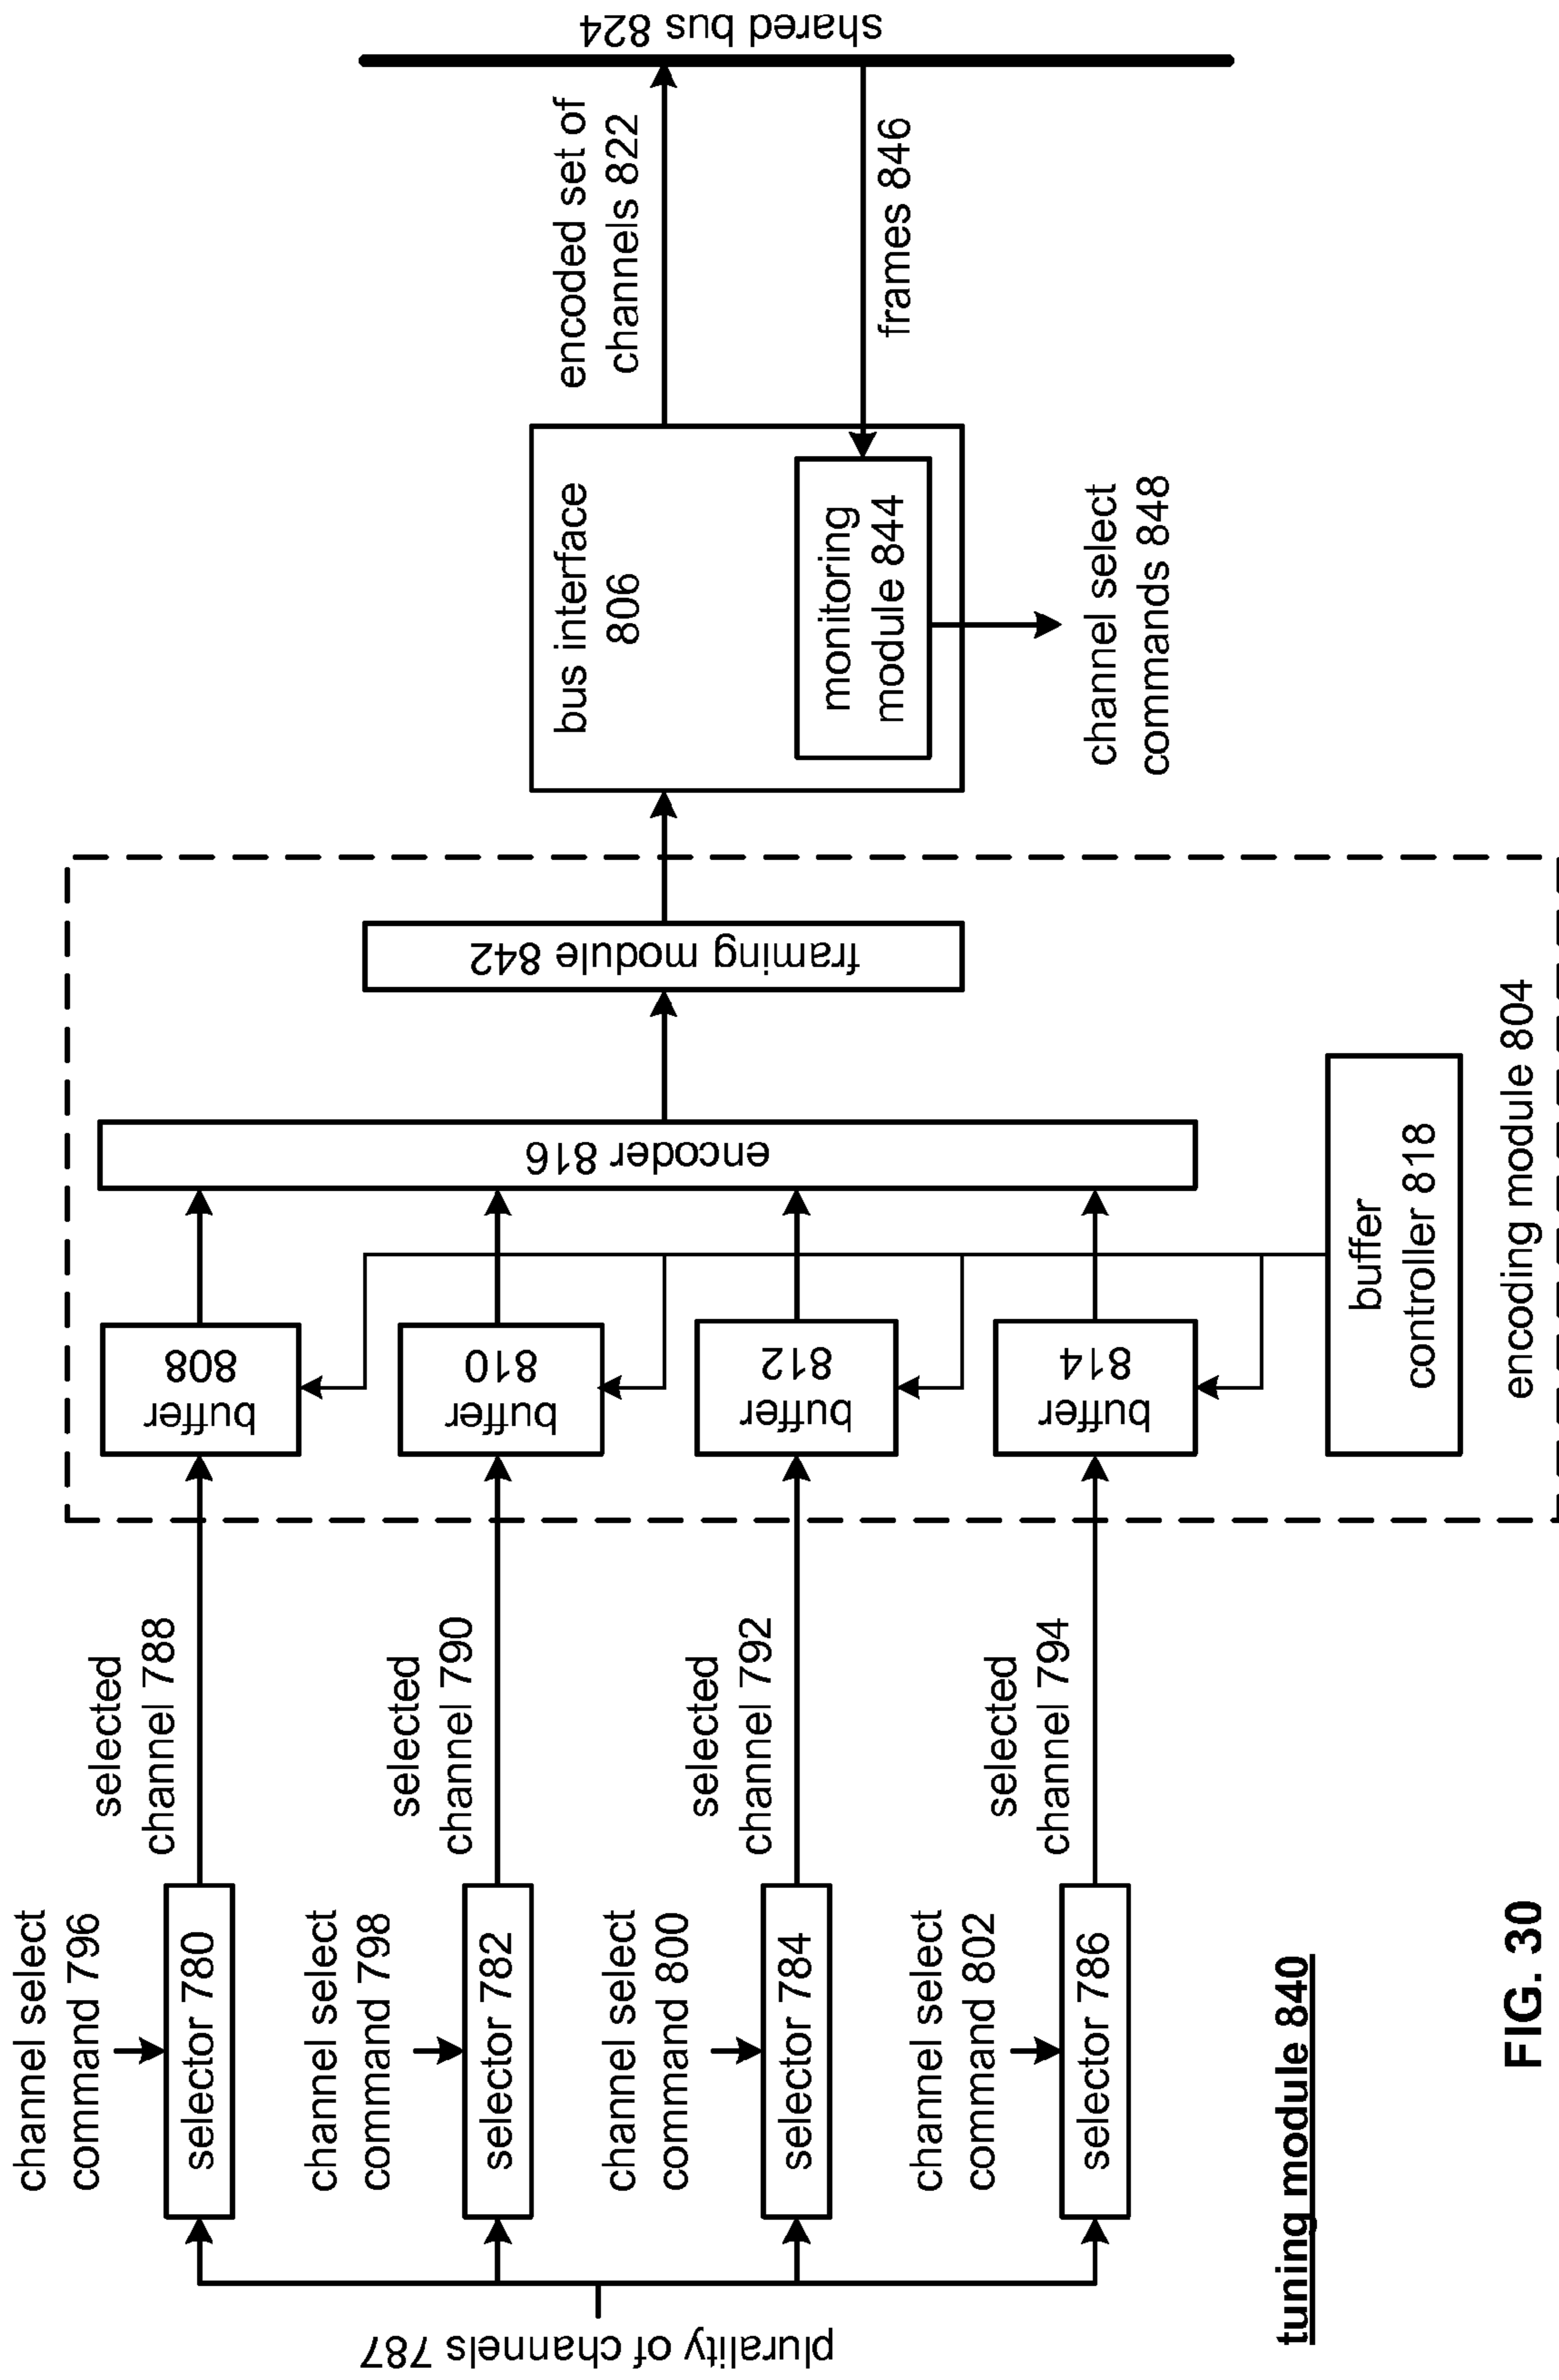 plurality of channels 787
channel select
command 796
selector 780
selected
channel 788
buffer
808
channel select
command 798
selector 782
selected
channel 790
buffer
810
channel select
command 800
selector 784
selected
channel 792
buffer
812
channel select
command 802
selector 786
selected
channel 794
buffer
814
encoder 816
framing module 842
buffer
controller 818
encoding module 804
bus interface
806
monitoring
module 844
channel select
commands 848
encoded set of
channels 822
frames 846
shared bus 824
tuning module 840
FIG. 30